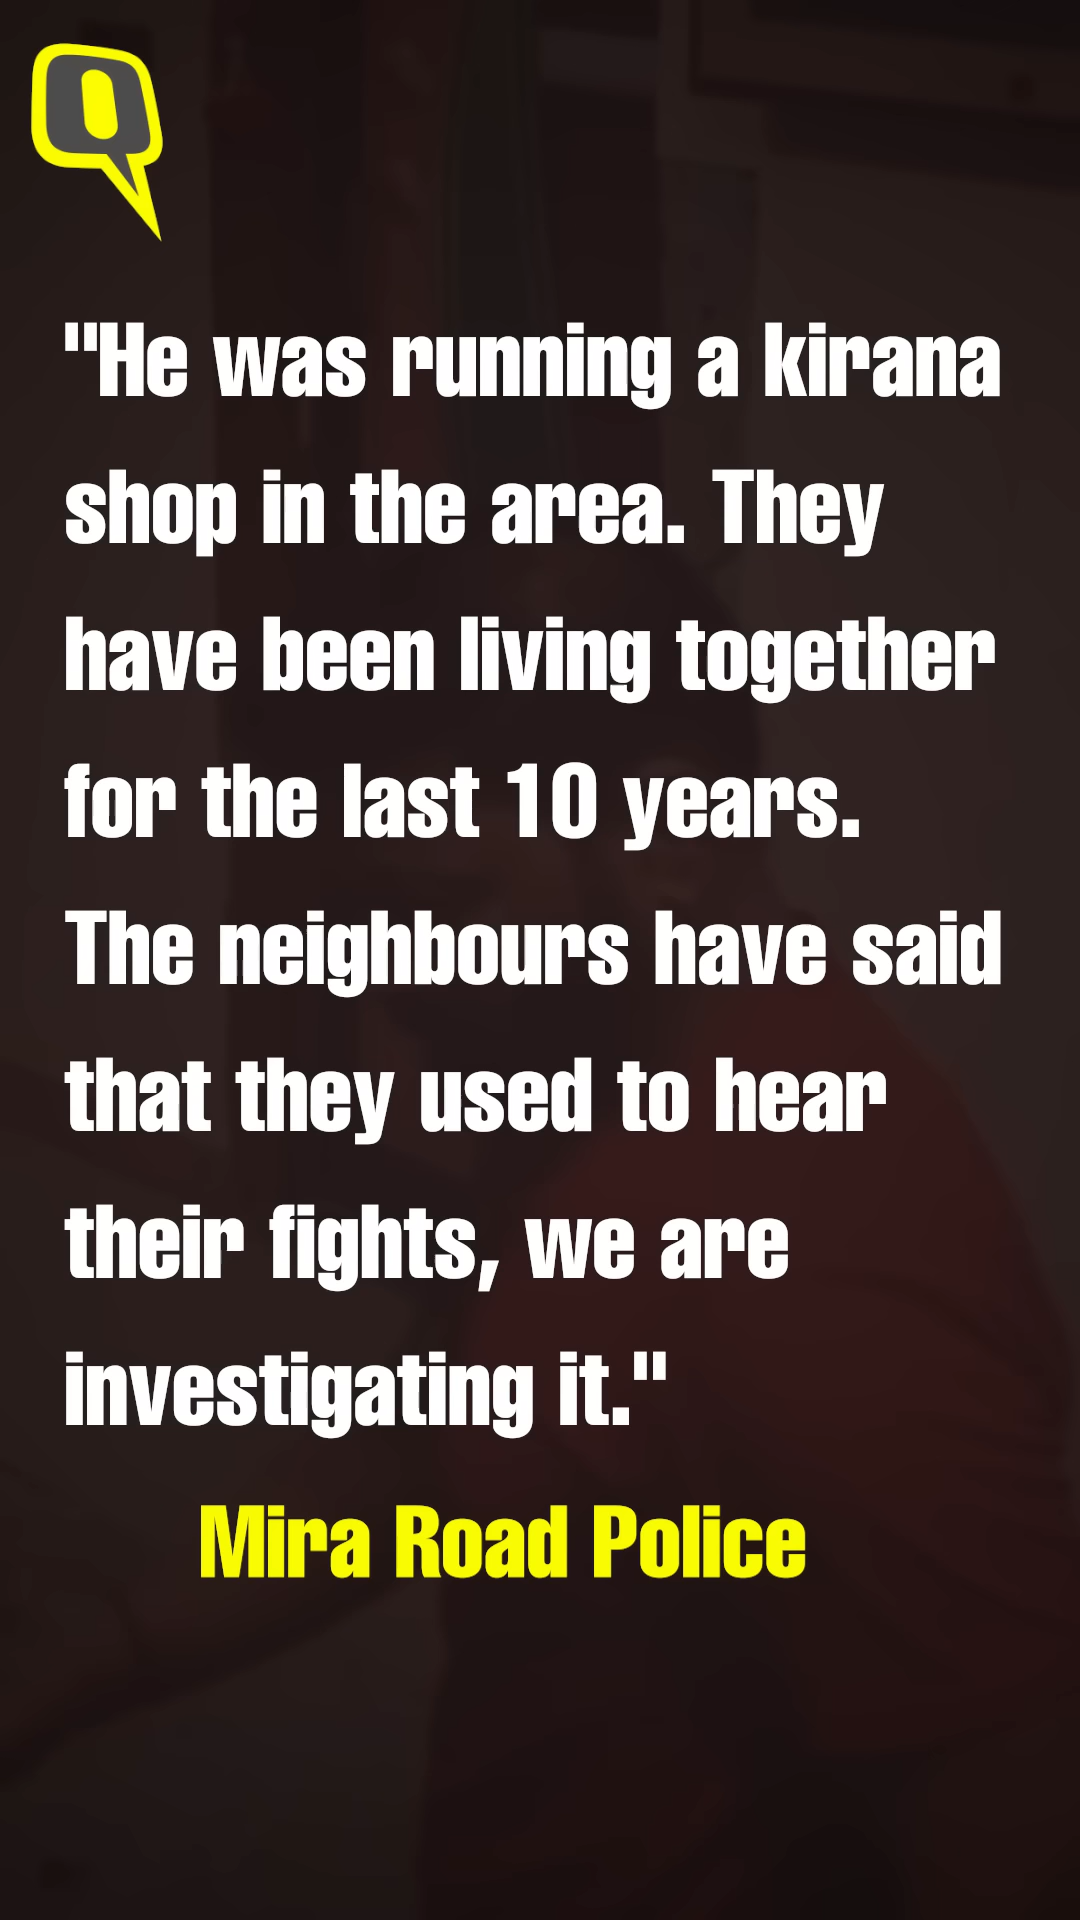 "He was running a kirana
shop in the area. They
have been living together
for the last 10 years.
The neighbours have said
that they used to hear
their fights, we are
investigating it."
Mira Road Police